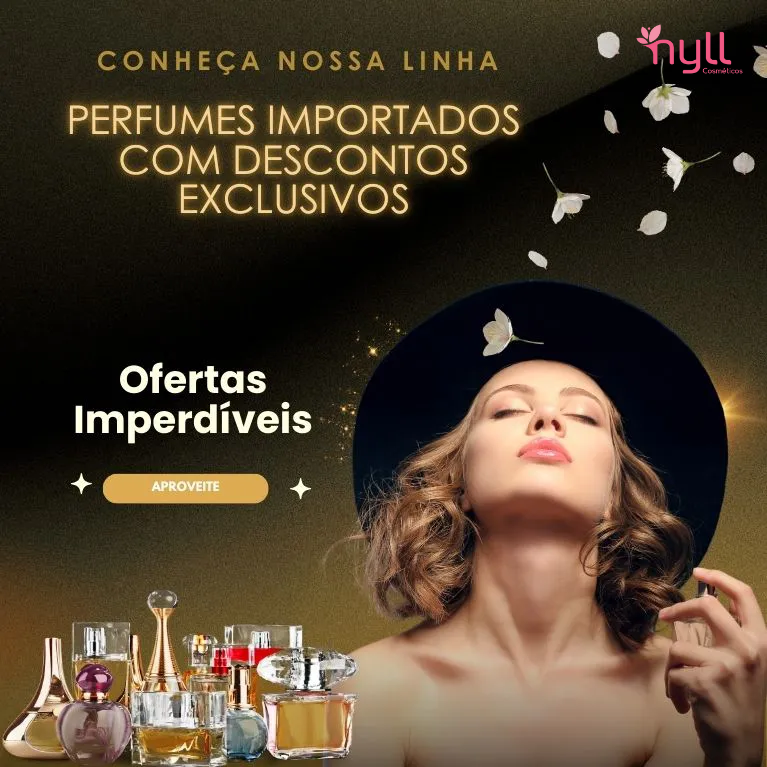 CONHEÇA NOSSA LINHA
nyll
Cosméticos
PERFUMES IMPORTADOS
COM DESCONTOS
EXCLUSIVOS
Ofertas
Imperdíveis
APROVEITE